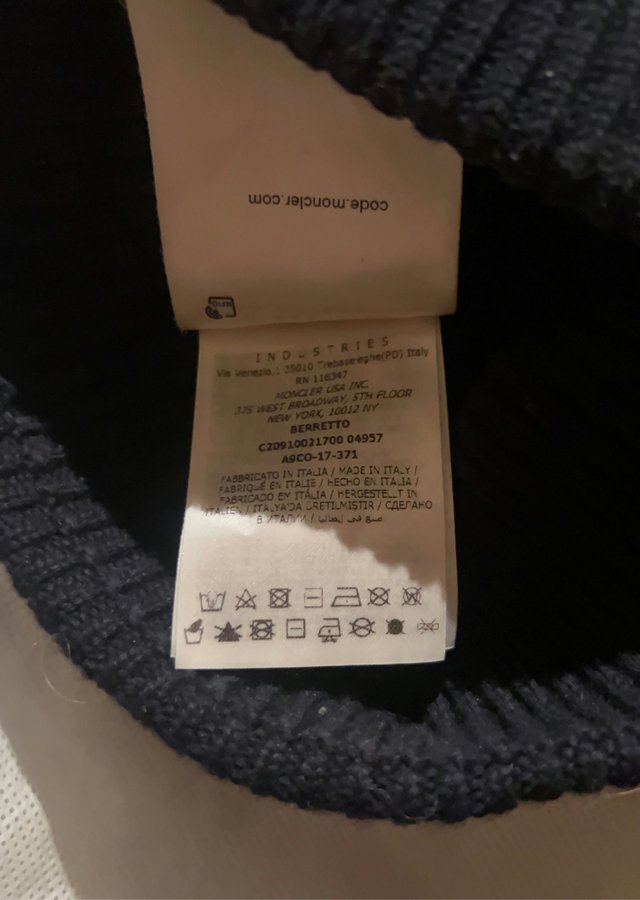 code.moncler.com
RFID
INDUSTRIES
Via Venezia,1 35010 Trebaseleghe(PD) Italy
RN 116347
MONCLER USA INC.
375 WEST BROADWAY, 5TH FLOOR
NEW YORK, 10012 NY
BERRETTO
C20910021700 04957
A9CO-17-371
FABBRICATO IN ITALIA / MADE IN ITALY /
FABRIQUÉ EN ITALIE / HECHO EN ITALIA /
FABRICADO EM ITÁLIA / HERGESTELLT IN
ITALIEN / ITALYA'DA ÜRETILMISTIR / СДЕЛАНО
В ИТАЛИИ / صنع في إيطاليا